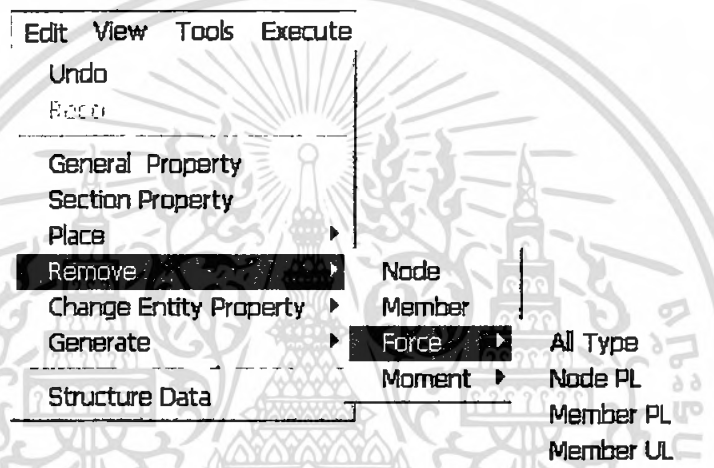 Edit View Tools Execute
Undo
General Property
Section Property
Place
Remove
Change Entity Property
Generate
Structure Data
Node
Member
Force
Moment
All Type
Node PL
Member PL
Member UL